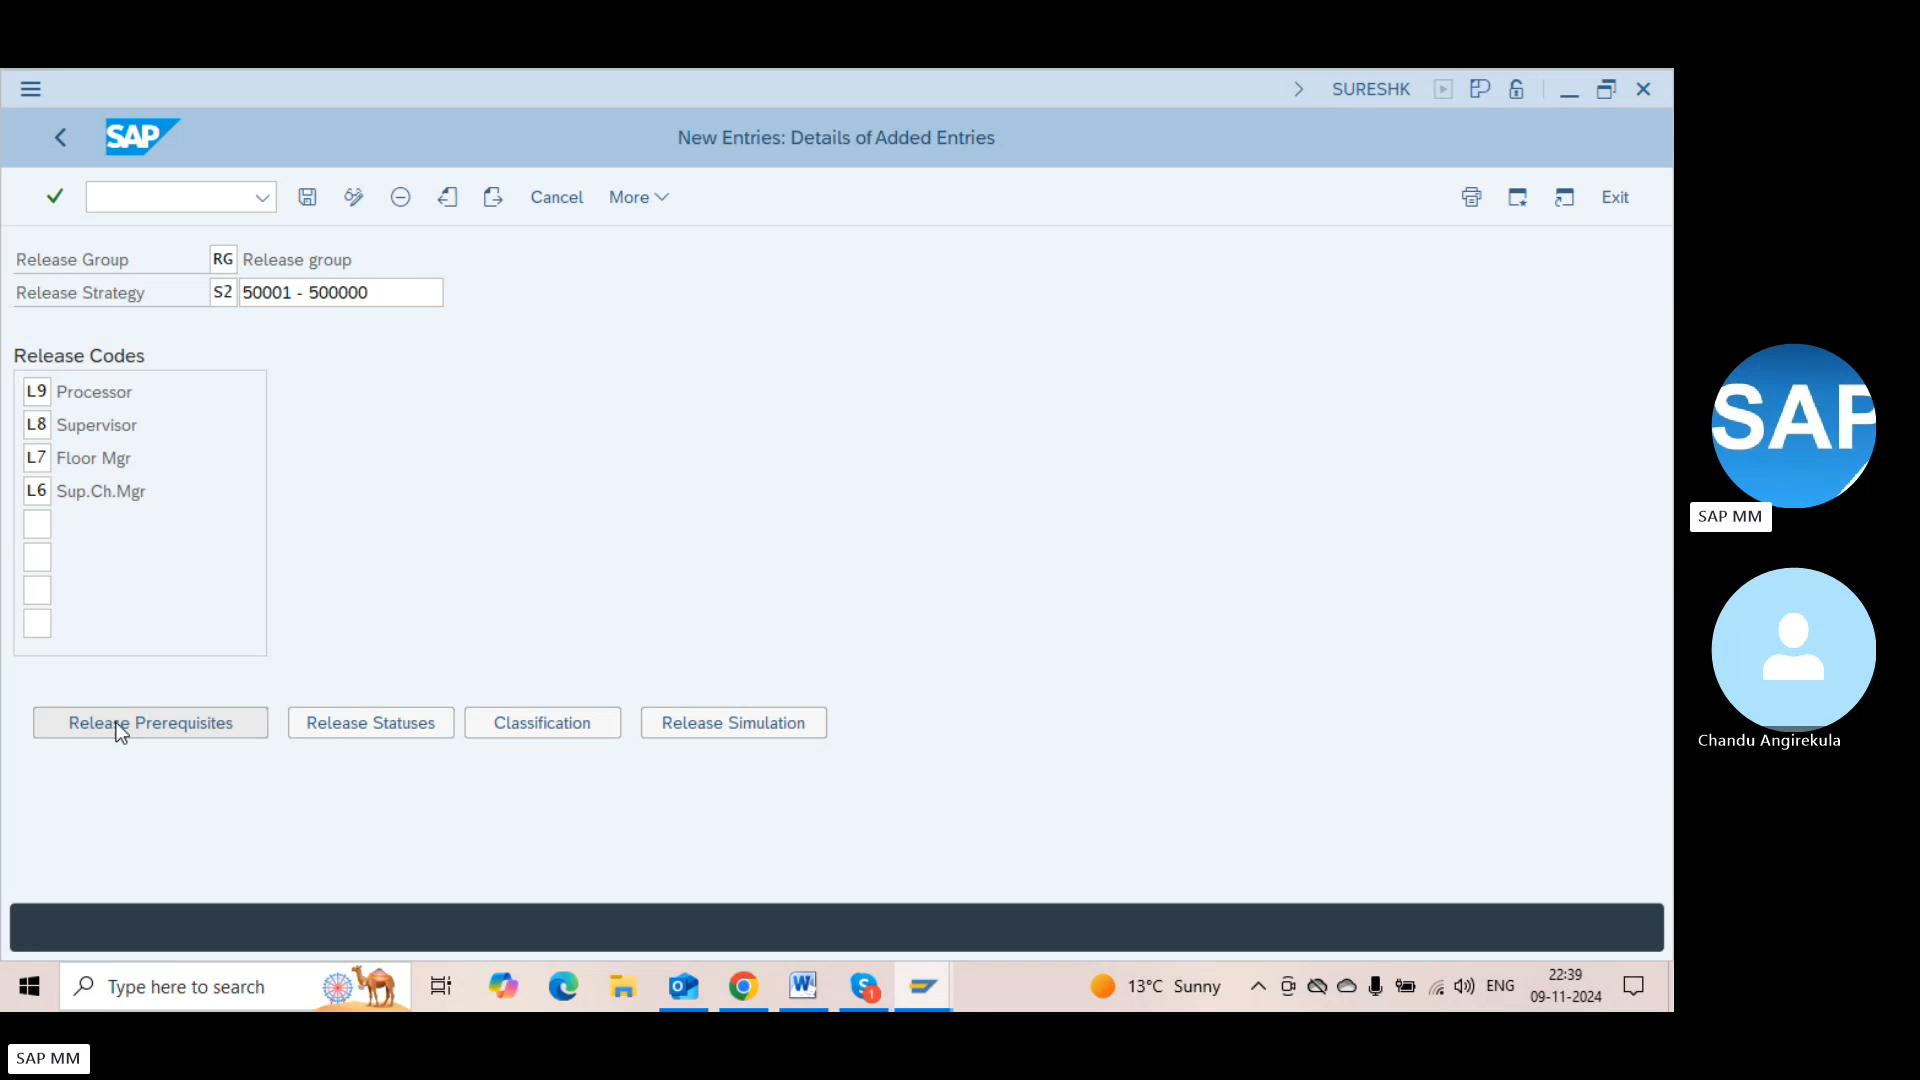 SURESHK
SAP
New Entries: Details of Added Entries
Cancel
More
Exit
Release Group RG Release group
Release Strategy S2 50001 - 500000
Release Codes
L9 Processor
L8 Supervisor
L7 Floor Mgr
L6 Sup.Ch.Mgr
Release Prerequisites
Release Statuses
Classification
Release Simulation
SAP
SAP MM
Chandu Angirekula
Type here to search
1
13°C Sunny
ENG
22:39
09-11-2024
SAP MM